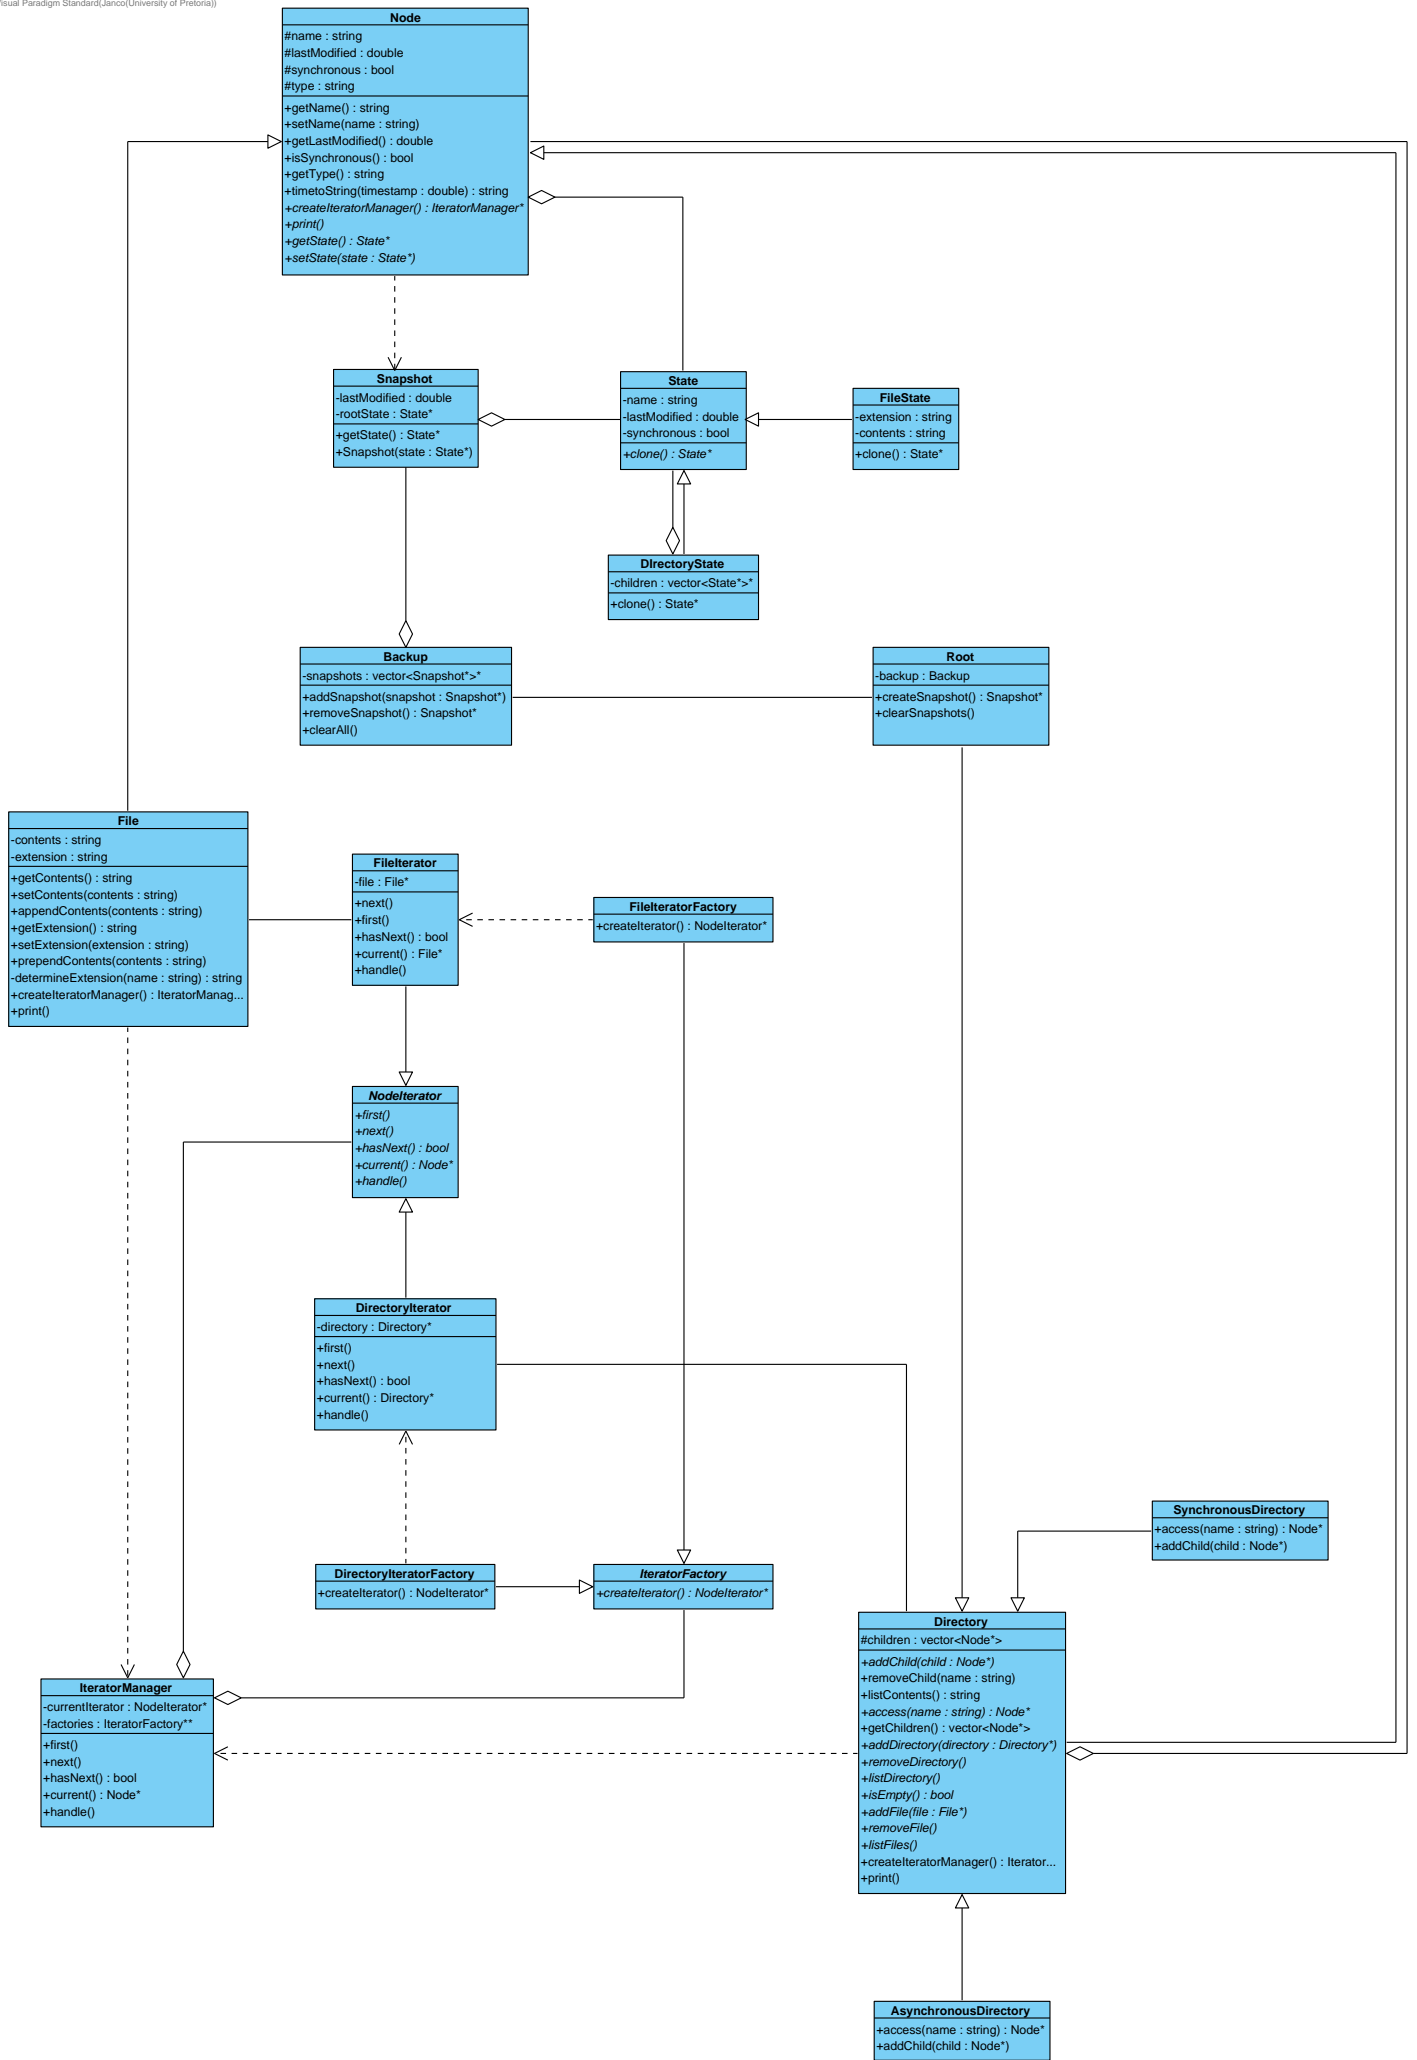 Visual Paradigm Standard(Janco(University of Pretoria))
Node
#name : string
#lastModified : double
#synchronous : bool
#type : string
+getName() : string
+setName(name : string)
+getLastModified() : double
+isSynchronous() : bool
+getType() : string
+timetoString(timestamp : double) : string
+createIteratorManager() : IteratorManager*
+print()
+getState() : State*
+setState(state : State*)
Snapshot
-lastModified : double
-rootState : State*
+getState() : State*
+Snapshot(state : State*)
State
-name : string
-lastModified : double
-synchronous : bool
+clone() : State*
FileState
-extension : string
-contents : string
+clone() : State*
DIrectoryState
-children : vector<State*>*
+clone() : State*
Backup
-snapshots : vector<Snapshot*>*
+addSnapshot(snapshot : Snapshot*)
+removeSnapshot() : Snapshot*
+clearAll()
Root
-backup : Backup
+createSnapshot() : Snapshot*
+clearSnapshots()
File
-contents : string
-extension : string
+getContents() : string
+setContents(contents : string)
+appendContents(contents : string)
+getExtension() : string
+setExtension(extension : string)
+prependContents(contents : string)
-determineExtension(name : string) : string
+createIteratorManager() : IteratorManag...
+print()
FileIterator
-file : File*
+next()
+first()
+hasNext() : bool
+current() : File*
+handle()
FileIteratorFactory
+createIterator() : NodeIterator*
NodeIterator
+first()
+next()
+hasNext() : bool
+current() : Node*
+handle()
DirectoryIterator
-directory : Directory*
+first()
+next()
+hasNext() : bool
+current() : Directory*
+handle()
DirectoryIteratorFactory
+createIterator() : NodeIterator*
IteratorFactory
+createIterator() : NodeIterator*
SynchronousDirectory
+access(name : string) : Node*
+addChild(child : Node*)
IteratorManager
-currentIterator : NodeIterator*
-factories : IteratorFactory**
+first()
+next()
+hasNext() : bool
+current() : Node*
+handle()
Directory
#children : vector<Node*>
+addChild(child : Node*)
+removeChild(name : string)
+listContents() : string
+access(name : string) : Node*
+getChildren() : vector<Node*>
+addDirectory(directory : Directory*)
+removeDirectory()
+listDirectory()
+isEmpty() : bool
+addFile(file : File*)
+removeFile()
+listFiles()
+createIteratorManager() : Iterator...
+print()
AsynchronousDirectory
+access(name : string) : Node*
+addChild(child : Node*)